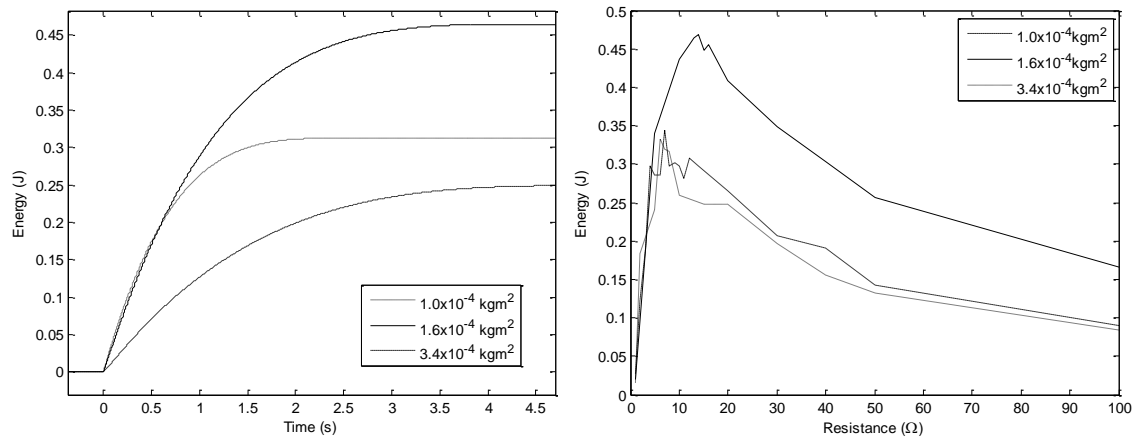 0.45
0.4
0.35
0.3
0.25
0.2
0.15
0.1
0.05
0
Energy (J)
0 0.5 1 1.5 2 2.5 3 3.5 4 4.5
Time (s)
1.0x10⁻⁴ kgm²
1.6x10⁻⁴ kgm²
3.4x10⁻⁴ kgm²
0.5
0.45
0.4
0.35
0.3
0.25
0.2
0.15
0.1
0.05
0
Energy (J)
0 10 20 30 40 50 60 70 80 90 100
Resistance (Ω)
1.0x10⁻⁴kgm²
1.6x10⁻⁴kgm²
3.4x10⁻⁴kgm²